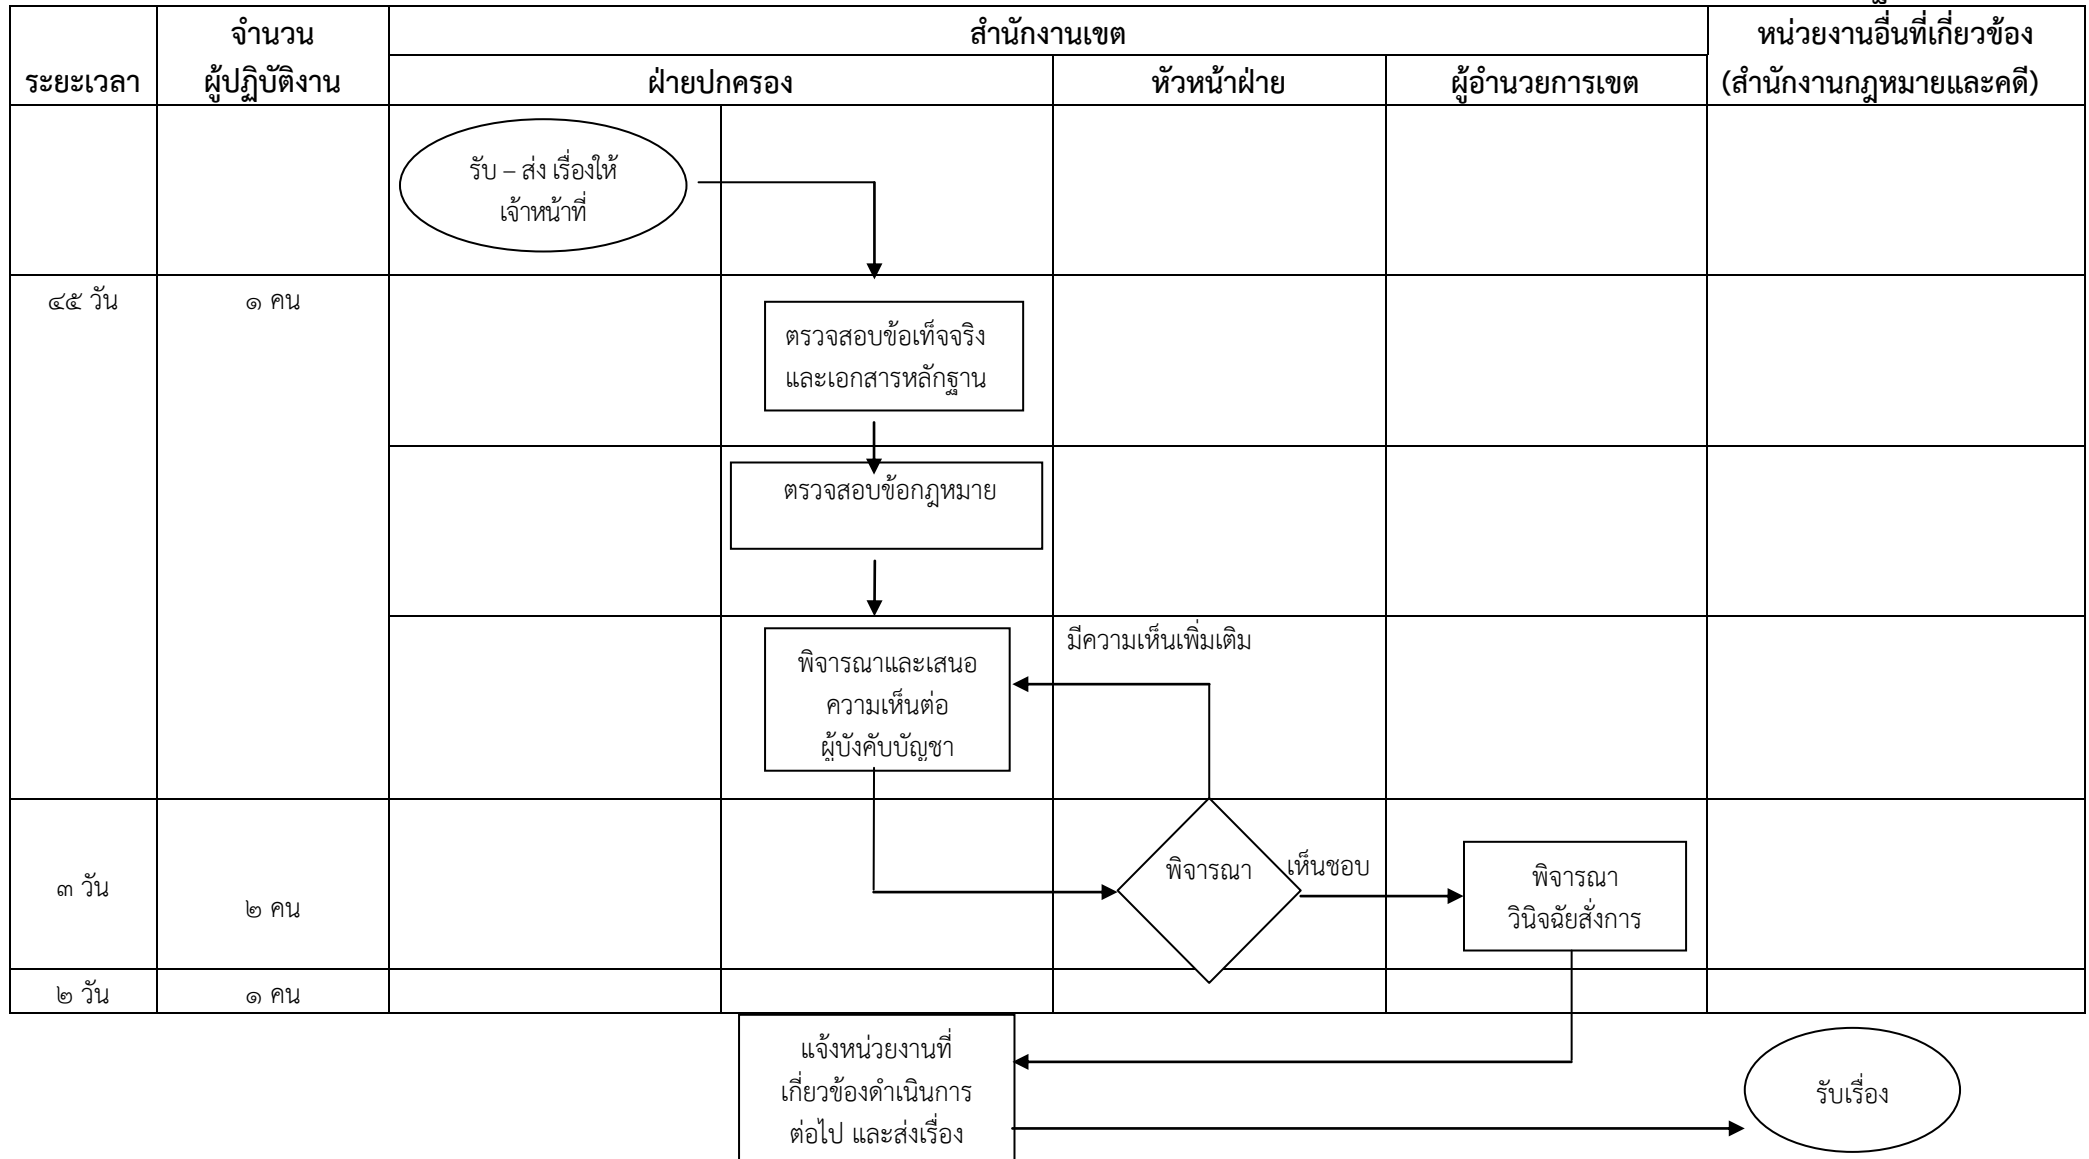 จำนวน
สำนักงานเขต
หน่วยงานอื่นที่เกี่ยวข้อง
ระยะเวลา
ผู้ปฏิบัติงาน
ฝ่ายปกครอง
หัวหน้าฝ่าย
ผู้อำนวยการเขต
(สำนักงานกฎหมายและคดี)
รับ – ส่ง เรื่องให้
เจ้าหน้าที่
๔๕ วัน
๑ คน
ตรวจสอบข้อเท็จจริง
และเอกสารหลักฐาน
ตรวจสอบข้อกฎหมาย
มีความเห็นเพิ่มเติม
พิจารณาและเสนอ
ความเห็นต่อ
ผู้บังคับบัญชา
๓ วัน
๒ คน
พิจารณา
เห็นชอบ
พิจารณา
วินิจฉัยสั่งการ
๒ วัน
๑ คน
แจ้งหน่วยงานที่
เกี่ยวข้องดำเนินการ
ต่อไป และส่งเรื่อง
รับเรื่อง